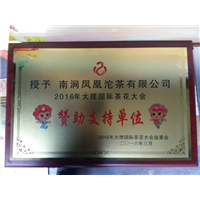 授予 南涧凤凰沱茶有限公司
2016年大理国际茶花大会
赞助支持单位
2016年大理国际茶花大会组委会
二〇一六年三月